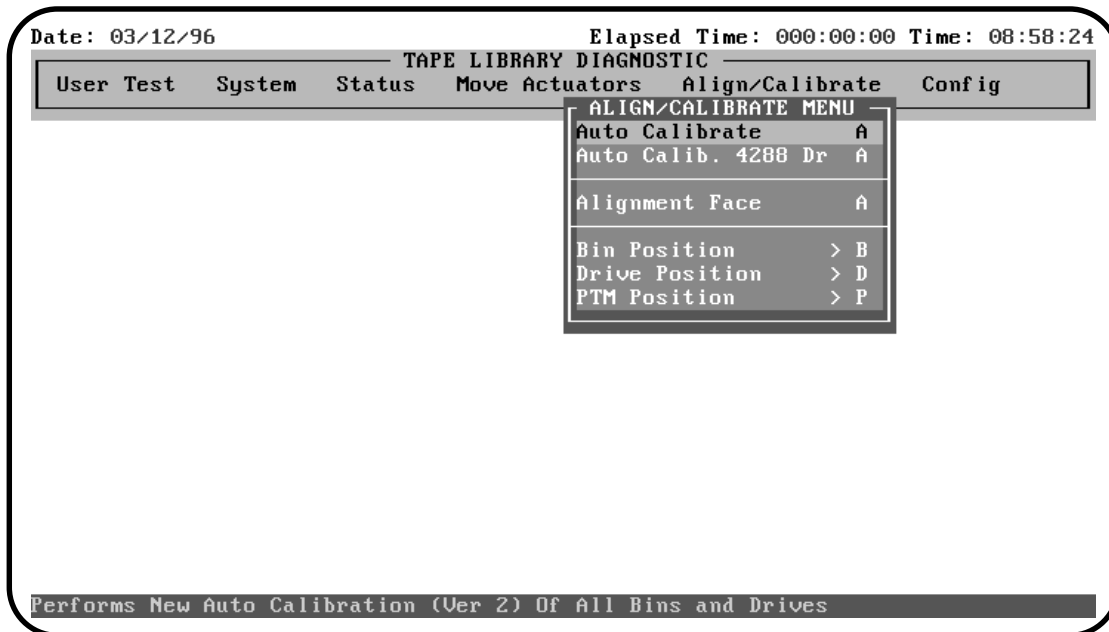 Date: 03/12/96 Elapsed Time: 000:00:00 Time: 08:58:24
TAPE LIBRARY DIAGNOSTIC
User Test System Status Move Actuators Align/Calibrate Config
ALIGN/CALIBRATE MENU
Auto Calibrate A
Auto Calib. 4288 Dr A
Alignment Face A
Bin Position > B
Drive Position > D
PTM Position > P
Performs New Auto Calibration (Ver 2) Of All Bins and Drives